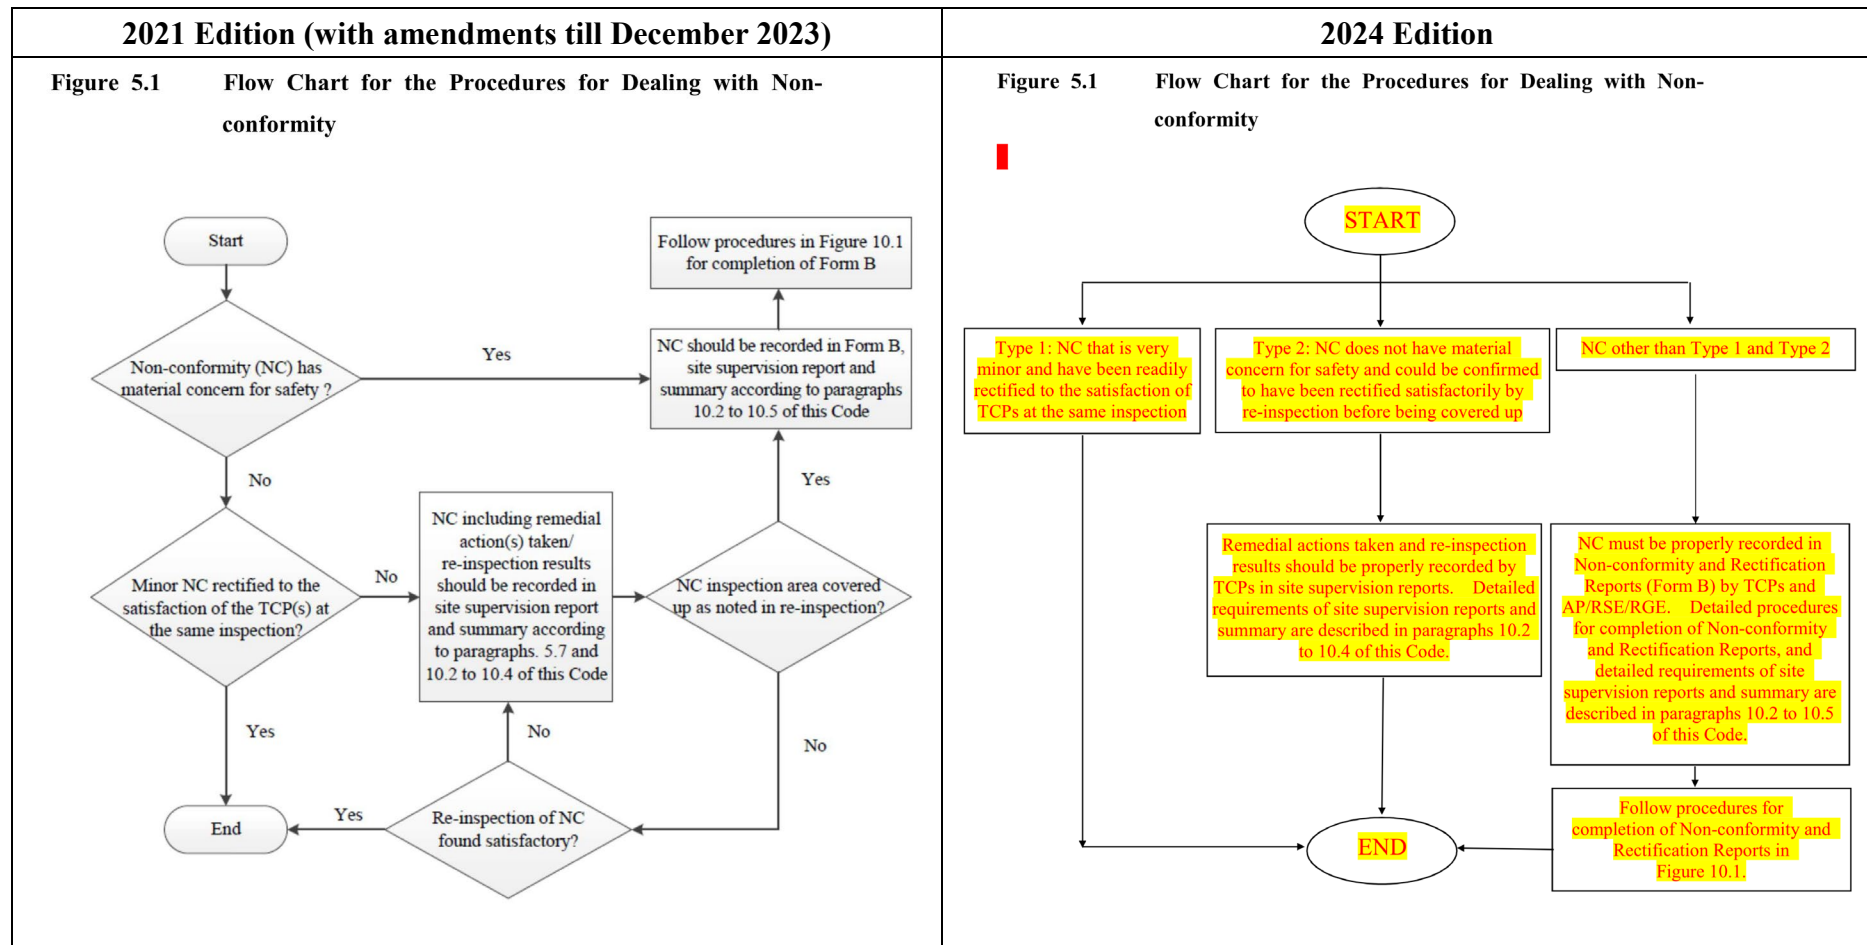 2021 Edition (with amendments till December 2023)
2024 Edition
Figure 5.1 Flow Chart for the Procedures for Dealing with Non-
conformity
Start
Follow procedures in Figure 10.1
for completion of Form B
Non-conformity (NC) has
material concern for safety ?
Yes
NC should be recorded in Form B,
site supervision report and
summary according to paragraphs
10.2 to 10.5 of this Code
No
Yes
Minor NC rectified to the
satisfaction of the TCP(s) at
the same inspection?
No
NC including remedial
action(s) taken/
re-inspection results
should be recorded in
site supervision report
and summary according
to paragraphs. 5.7 and
10.2 to 10.4 of this Code
NC inspection area covered
up as noted in re-inspection?
Yes
No
No
End
Yes
Re-inspection of NC
found satisfactory?
Figure 5.1 Flow Chart for the Procedures for Dealing with Non-
conformity
START
Type 1: NC that is very
minor and have been readily
rectified to the satisfaction of
TCPs at the same inspection
Type 2: NC does not have material
concern for safety and could be confirmed
to have been rectified satisfactorily by
re-inspection before being covered up
NC other than Type 1 and Type 2
Remedial actions taken and re-inspection
results should be properly recorded by
TCPs in site supervision reports. Detailed
requirements of site supervision reports and
summary are described in paragraphs 10.2
to 10.4 of this Code.
NC must be properly recorded in
Non-conformity and Rectification
Reports (Form B) by TCPs and
AP/RSE/RGE. Detailed procedures
for completion of Non-conformity
and Rectification Reports, and
detailed requirements of site
supervision reports and summary are
described in paragraphs 10.2 to 10.5
of this Code.
Follow procedures for
completion of Non-conformity and
Rectification Reports in
Figure 10.1.
END